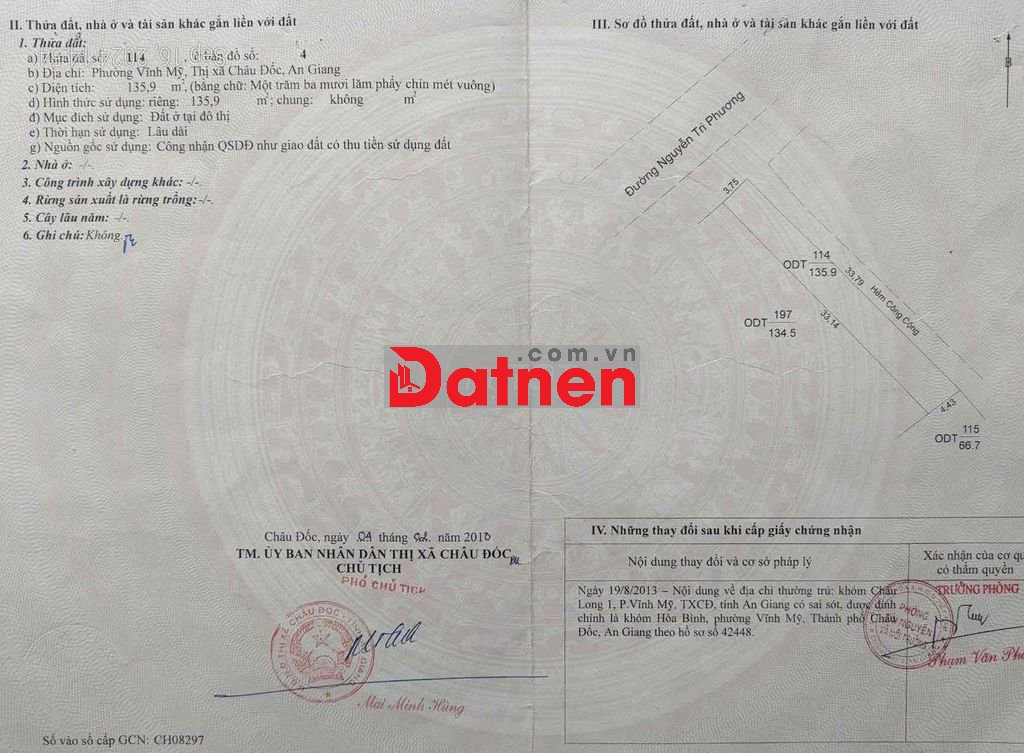 II. Thửa đất, nhà ở và tài sản khác gắn liền với đất
1. Thửa đất:
a) Thửa đất số: 114 , tờ bản đồ số: 4
b) Địa chỉ: Phường Vĩnh Mỹ, Thị xã Châu Đốc, An Giang
c) Diện tích: 135,9 m², (bằng chữ: Một trăm ba mươi lăm phẩy chín mét vuông)
d) Hình thức sử dụng: riêng: 135,9 m²; chung: không m²
đ) Mục đích sử dụng: Đất ở tại đô thị
e) Thời hạn sử dụng: Lâu dài
g) Nguồn gốc sử dụng: Công nhận QSDĐ như giao đất có thu tiền sử dụng đất
2. Nhà ở: -/-
3. Công trình xây dựng khác: -/-.
4. Rừng sản xuất là rừng trồng: -/-.
5. Cây lâu năm: -/-
6. Ghi chú: Không
Châu Đốc, ngày 04 tháng 02 năm 2010
TM. ỦY BAN NHÂN DÂN THỊ XÃ CHÂU ĐỐC
CHỦ TỊCH
PHÓ CHỦ TỊCH
Mai Minh Hùng
Số vào sổ cấp GCN: CH08297
III. Sơ đồ thửa đất, nhà ở và tài sản khác gắn liền với đất
B
Đường Nguyễn Tri Phương
3,75
ODT 114
135.9
33,79
Hẻm Công Cộng
33,14
ODT 197
134.5
4,43
ODT 115
66.7
Datnen.com.vn
IV. Những thay đổi sau khi cấp giấy chứng nhận
Nội dung thay đổi và cơ sở pháp lý
Xác nhận của cơ qu
có thẩm quyền
Ngày 19/8/2013 – Nội dung về địa chỉ thường trú: khóm Châu
Long 1, P.Vĩnh Mỹ, TXCĐ, tỉnh An Giang có sai sót, được đính
chính là khóm Hòa Bình, phường Vĩnh Mỹ, Thành phố Châu
Đốc, An Giang theo hồ sơ số 42448.
TRƯỞNG PHÒNG
PHÒNG
TÀI NGUYÊN
VÀ MÔI TRƯỜNG
Phạm Văn Ph